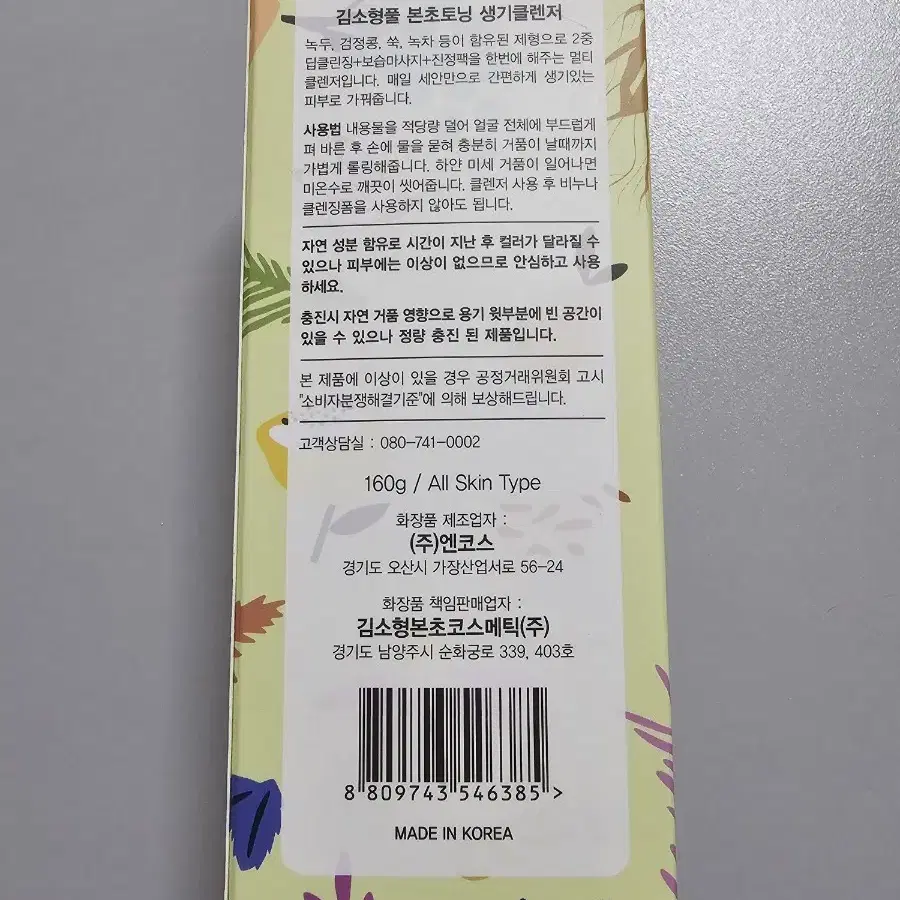 김소형풀 본초토닝 생기클렌저
녹두, 검정콩, 쑥, 녹차 등이 함유된 제형으로 2중
딥클린징+보습마사지+진정팩을 한번에 해주는 멀티
클렌저입니다. 매일 세안만으로 간편하게 생기있는
피부로 가꿔줍니다.
사용법 내용물을 적당량 덜어 얼굴 전체에 부드럽게
펴 바른 후 손에 물을 묻혀 충분히 거품이 날때까지
가볍게 롤링해줍니다. 하얀 미세 거품이 일어나면
미온수로 깨끗이 씻어줍니다. 클렌저 사용 후 비누나
클렌징폼을 사용하지 않아도 됩니다.
자연 성분 함유로 시간이 지난 후 컬러가 달라질 수
있으나 피부에는 이상이 없으므로 안심하고 사용
하세요.
충진시 자연 거품 영향으로 용기 윗부분에 빈 공간이
있을 수 있으나 정량 충진 된 제품입니다.
본 제품에 이상이 있을 경우 공정거래위원회 고시
"소비자분쟁해결기준"에 의해 보상해드립니다.
고객상담실 : 080-741-0002
160g / All Skin Type
화장품 제조업자 :
(주)엔코스
경기도 오산시 가장산업서로 56-24
화장품 책임판매업자 :
김소형본초코스메틱(주)
경기도 남양주시 순화궁로 339, 403호
8 809743 546385 >
MADE IN KOREA